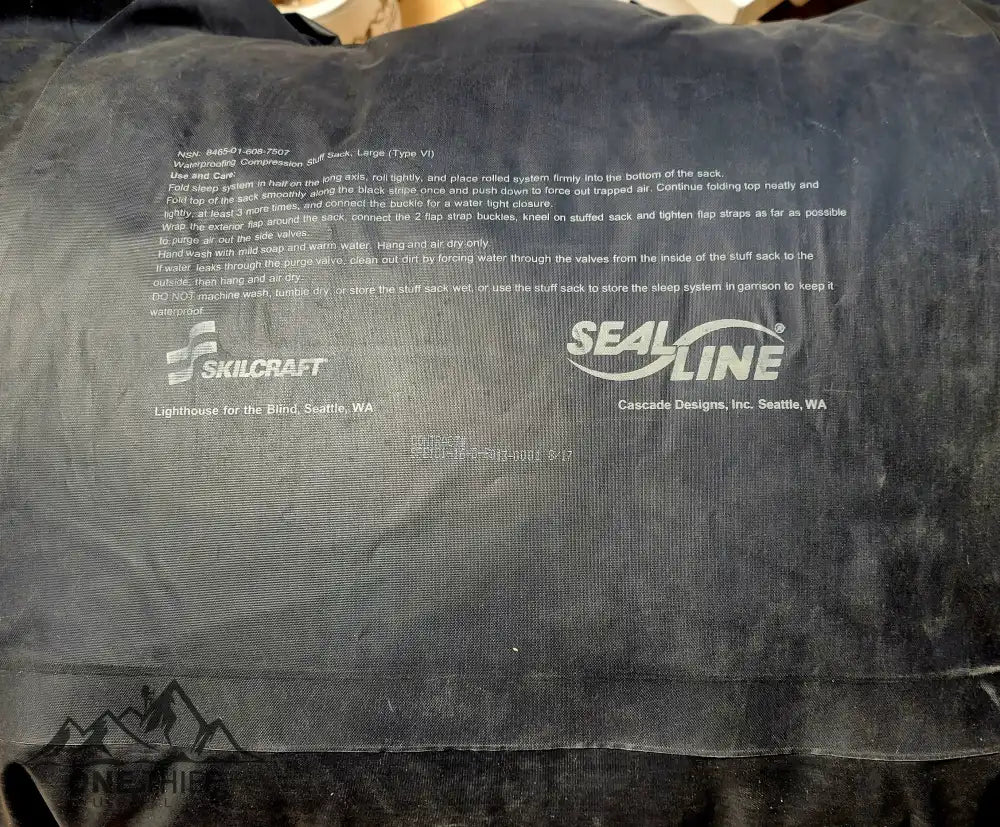 NSN: 8465-01-608-7507
Waterproofing Compression Stuff Sack, Large (Type VI)
Use and Care:
Fold sleep system in half on the long axis, roll tightly, and place rolled system firmly into the bottom of the sack.
Fold top of the sack smoothly along the black stripe once and push down to force out trapped air. Continue folding top neatly and
tightly, at least 3 more times, and connect the buckle for a water tight closure.
Wrap the exterior flap around the sack, connect the 2 flap strap buckles, kneel on stuffed sack and tighten flap straps as far as possible
to purge air out the side valves.
Hand wash with mild soap and warm water. Hang and air dry only.
If water leaks through the purge valve, clean out dirt by forcing water through the valves from the inside of the stuff sack to the
outside, then hang and air dry.
DO NOT machine wash, tumble dry, or store the stuff sack wet, or use the stuff sack to store the sleep system in garrison to keep it
waterproof.
SKILCRAFT
SEAL LINE®
Lighthouse for the Blind, Seattle, WA
Cascade Designs, Inc. Seattle, WA
8/17